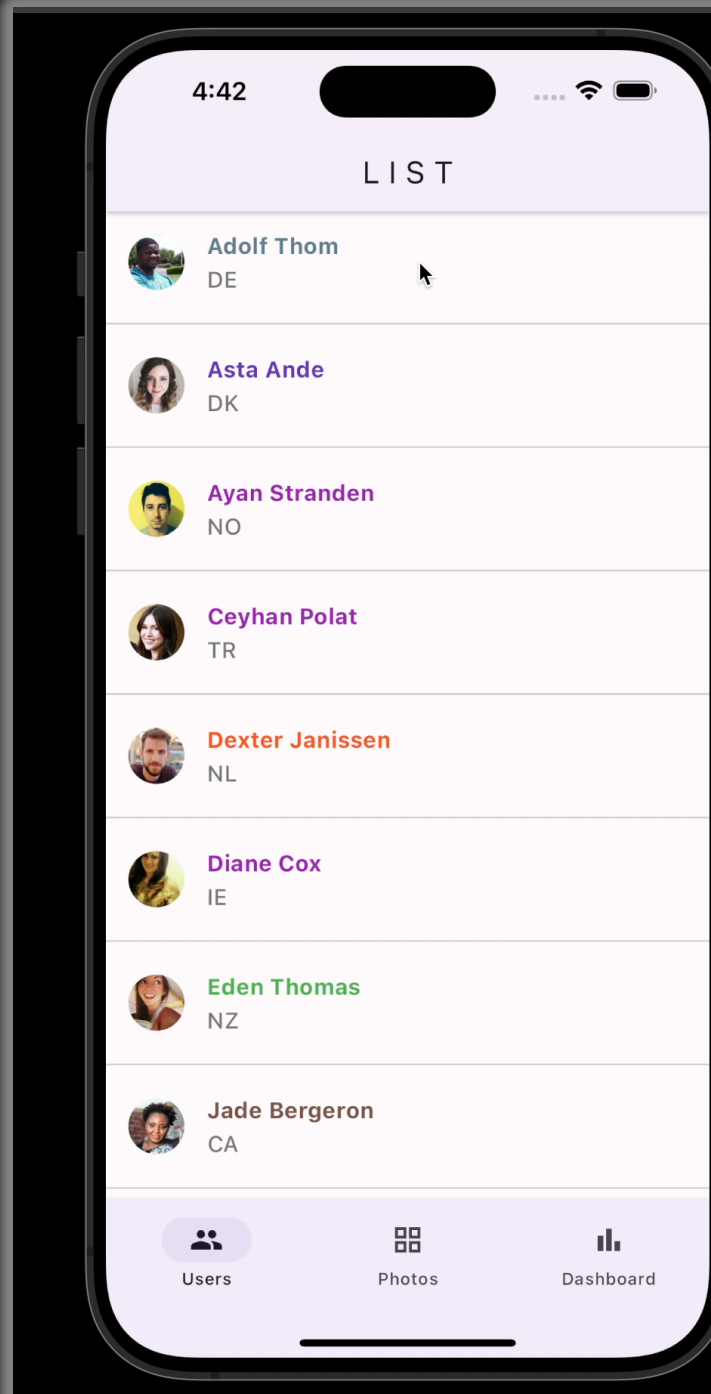 4:42
LIST
Adolf Thom
DE
Asta Ande
DK
Ayan Stranden
NO
Ceyhan Polat
TR
Dexter Janissen
NL
Diane Cox
IE
Eden Thomas
NZ
Jade Bergeron
CA
Users Photos Dashboard